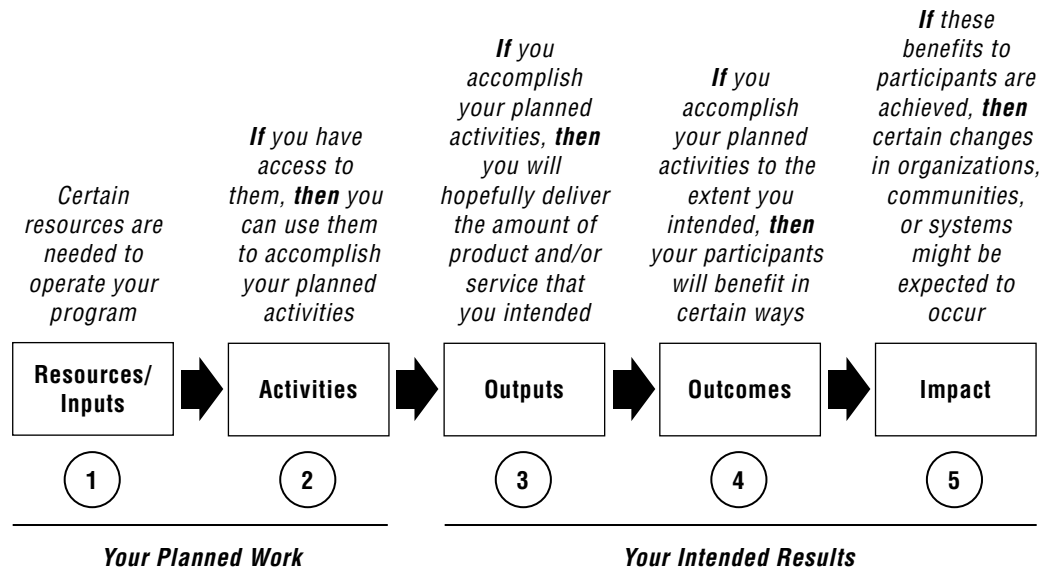 Certain
resources are
needed to
operate your
program
If you have
access to
them, then you
can use them
to accomplish
your planned
activities
If you
accomplish
your planned
activities, then
you will
hopefully deliver
the amount of
product and/or
service that
you intended
If you
accomplish
your planned
activities to the
extent you
intended, then
your participants
will benefit in
certain ways
If these
benefits to
participants are
achieved, then
certain changes
in organizations,
communities,
or systems
might be
expected to
occur
Resources/
Inputs
Activities
Outputs
Outcomes
Impact
1
2
3
4
5
Your Planned Work
Your Intended Results